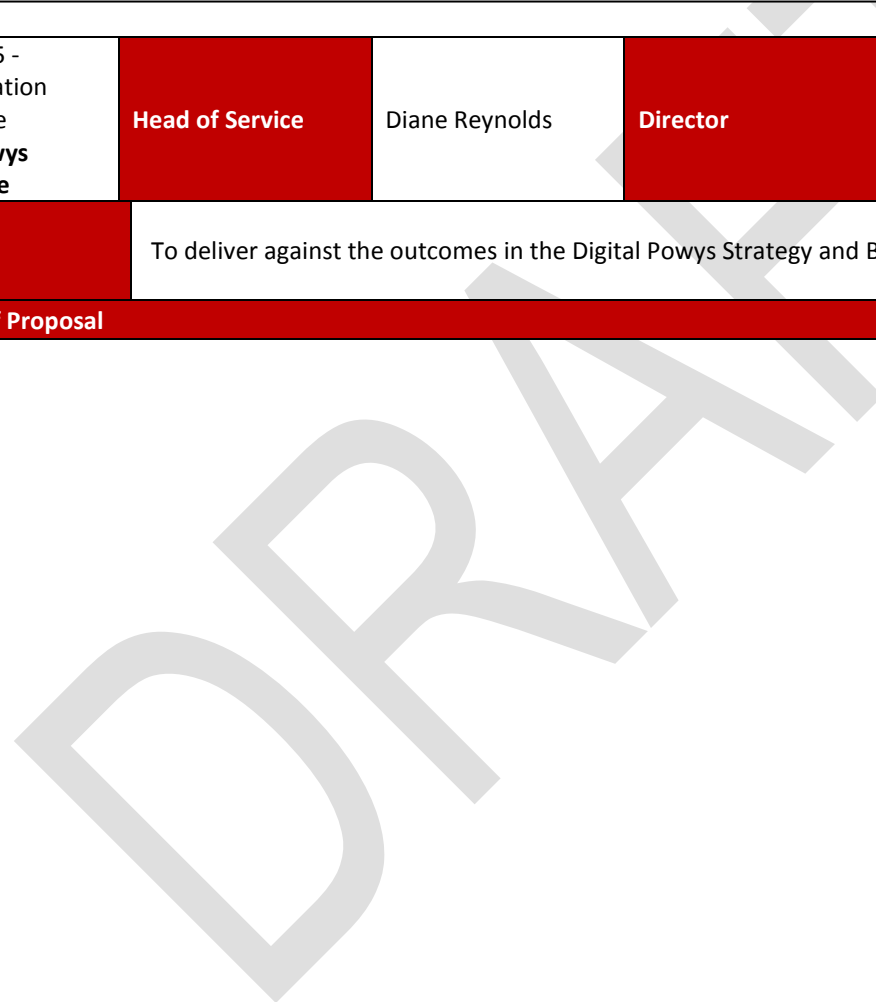 5 -
ation
e
wys
e
Head of Service
Diane Reynolds
Director
To deliver against the outcomes in the Digital Powys Strategy and B
f Proposal
DRAF